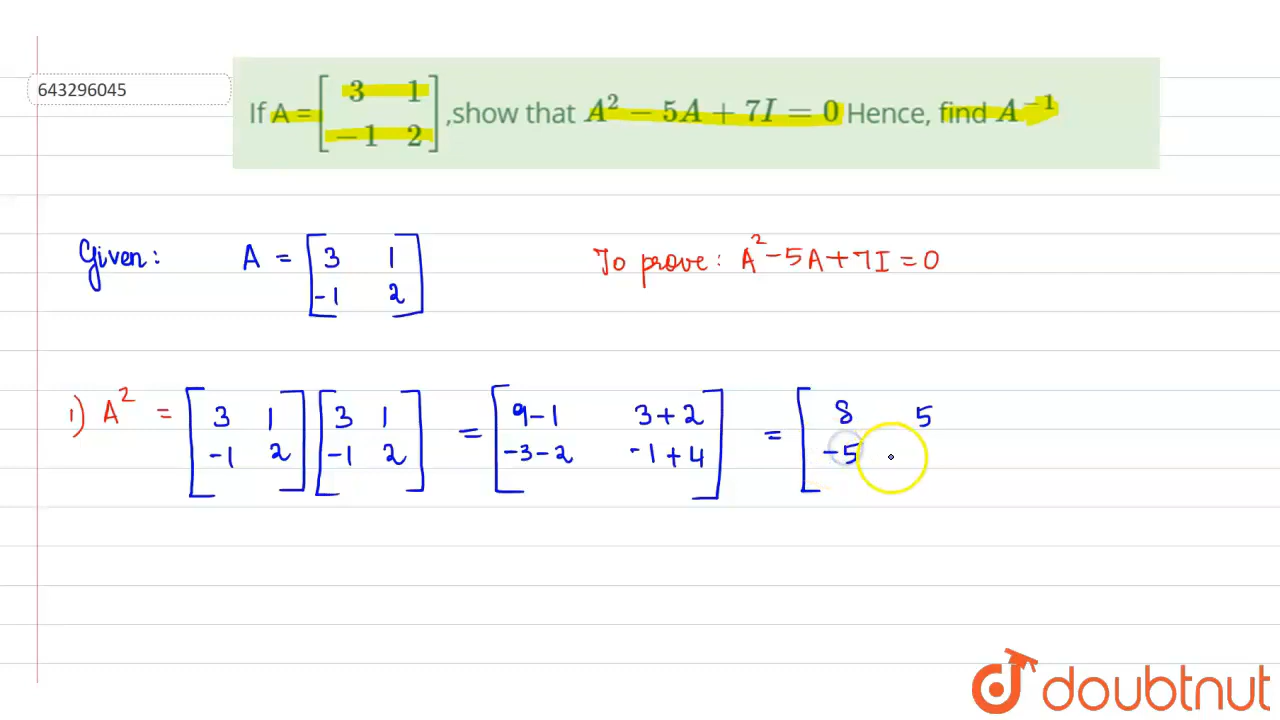 643296045
If A = [3 1; −1 2] ,show that A² − 5A + 7I = 0 Hence, find A⁻¹
Given: A = [3 1; -1 2] To prove: A² - 5A + 7I = 0
1) A² = [3 1; -1 2] [3 1; -1 2] = [9-1 3+2; -3-2 -1+4] = [8 5; -5
doubtnut